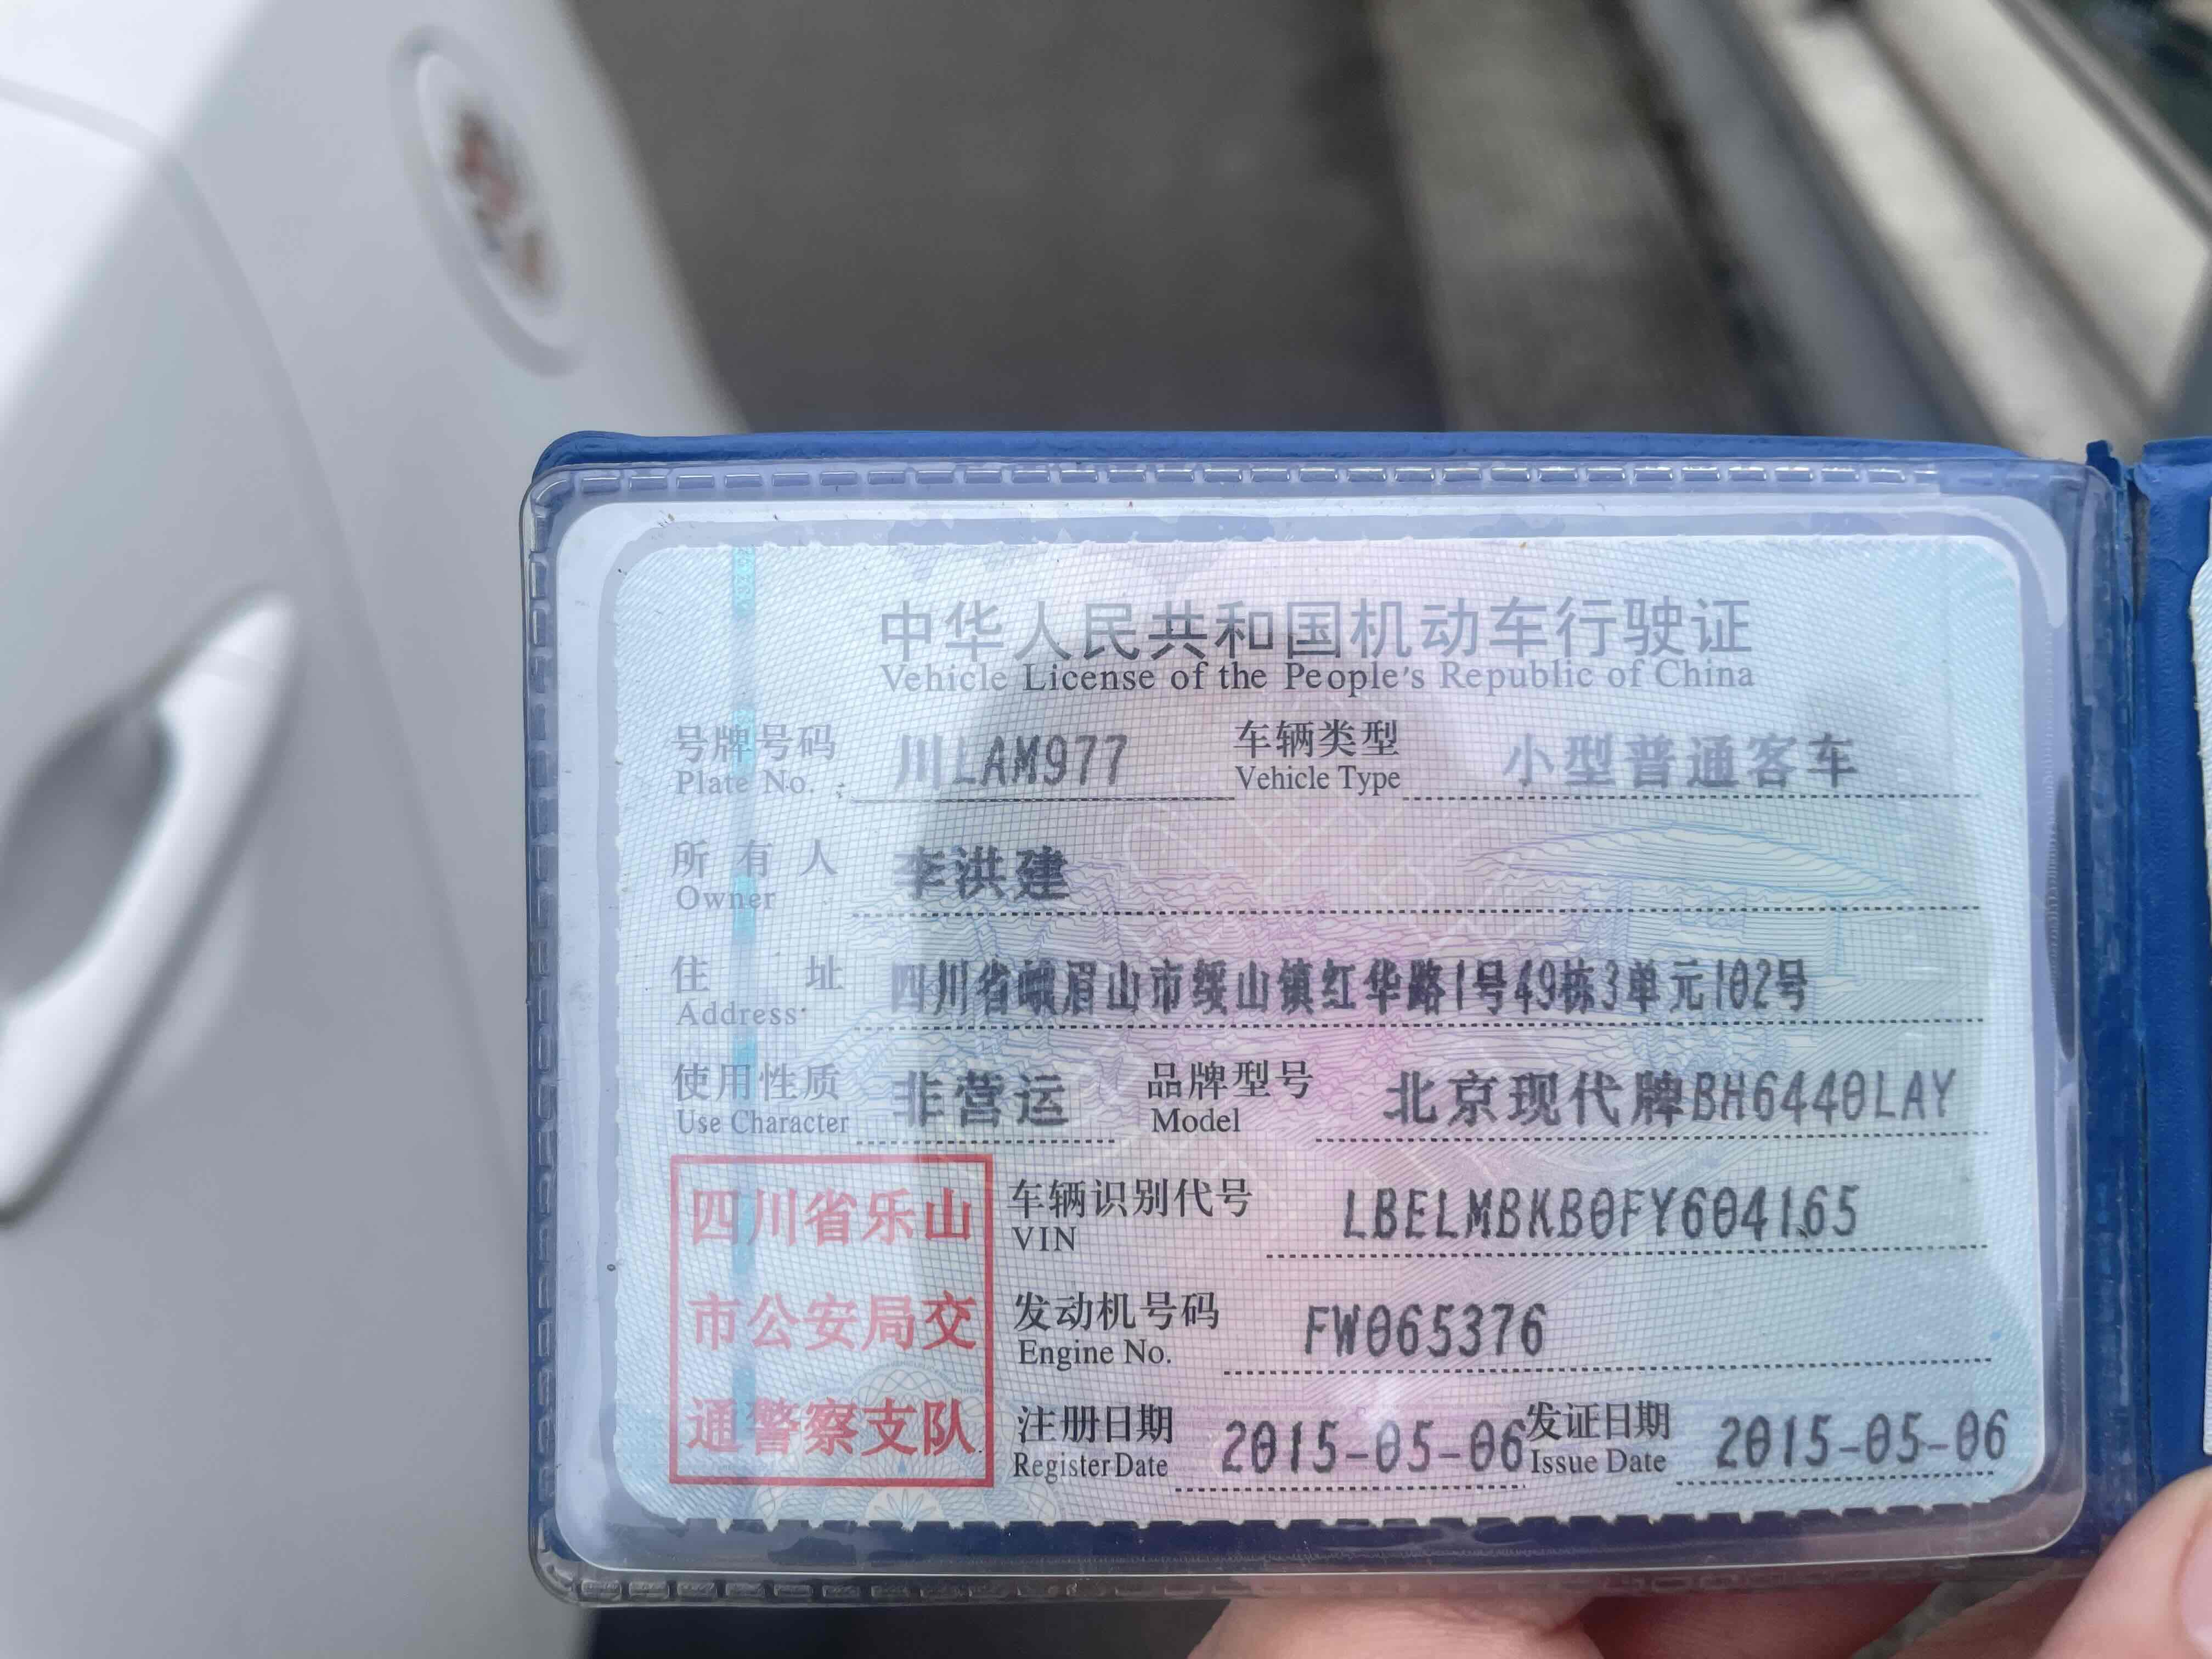 中华人民共和国机动车行驶证
Vehicle License of the People's Republic of China
号牌号码 川LAM977 车辆类型 小型普通客车
Plate No. Vehicle Type
所有人 李洪建
Owner
住址 四川省峨眉山市绥山镇红华路1号49栋3单元102号
Address
使用性质 非营运 品牌型号 北京现代牌BH6440LAY
Use Character Model
四川省乐山
市公安局交
通警察支队
车辆识别代号 LBELMBKB0FY604165
VIN
发动机号码 FW065376
Engine No.
注册日期 2015-05-06 发证日期 2015-05-06
Register Date Issue Date